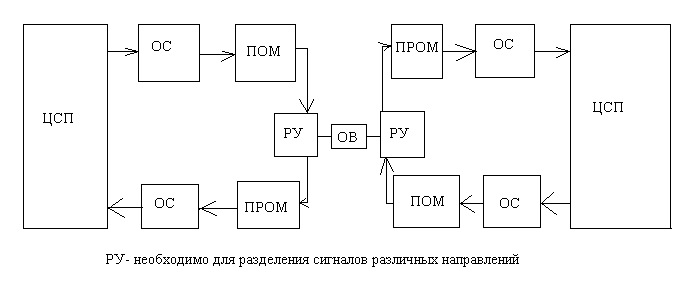 ОС
ПОМ
ПРОМ
ОС
ЦСП
ЦСП
РУ
ОВ
РУ
ОС
ПРОМ
ПОМ
ОС
РУ- необходимо для разделения сигналов различных направлений